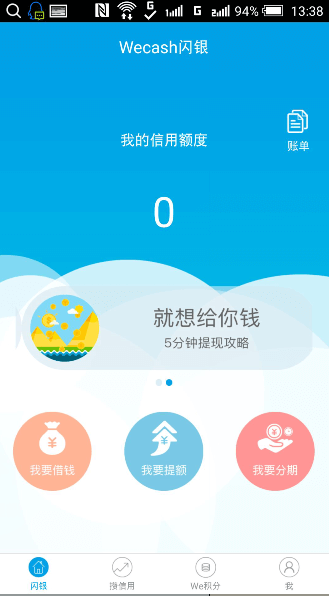 94% 13:38
Wecash闪银
账单
我的信用额度
0
就想给你钱
5分钟提现攻略
我要借钱 我要提额 我要分期
闪银 搜信用 We积分 我